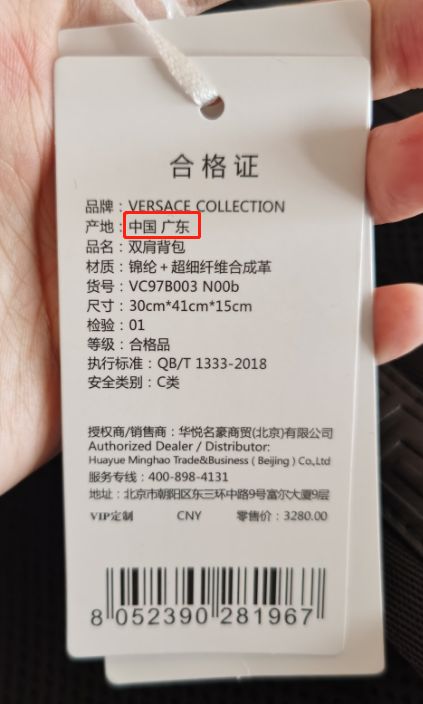 合格证
品牌：VERSACE COLLECTION
产地：中国 广东
品名：双肩背包
材质：锦纶＋超细纤维合成革
货号：VC97B003 N00b
尺寸：30cm*41cm*15cm
检验：01
等级：合格品
执行标准：QB/T 1333-2018
安全类别：C类
授权商/销售商：华悦名豪商贸(北京)有限公司
Authorized Dealer / Distributor:
Huayue Minghao Trade&Business ( Beijing ) Co.,Ltd
服务专线：400-898-4131
地址：北京市朝阳区东三环中路9号富尔大厦9层
VIP定制 CNY 零售价：3280.00
8 052390 281967